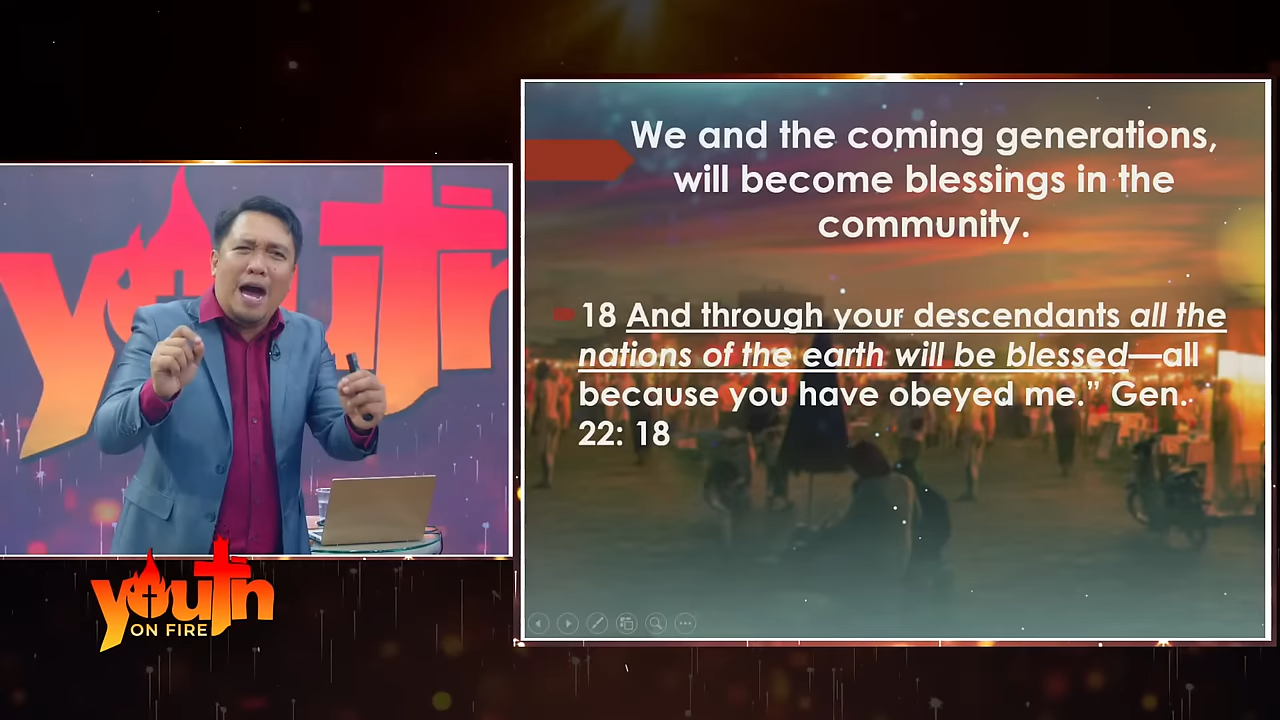 We and the coming generations,
will become blessings in the
community.
18 And through your descendants all the
nations of the earth will be blessed—all
because you have obeyed me.” Gen.
22: 18
youth
youth
ON FIRE